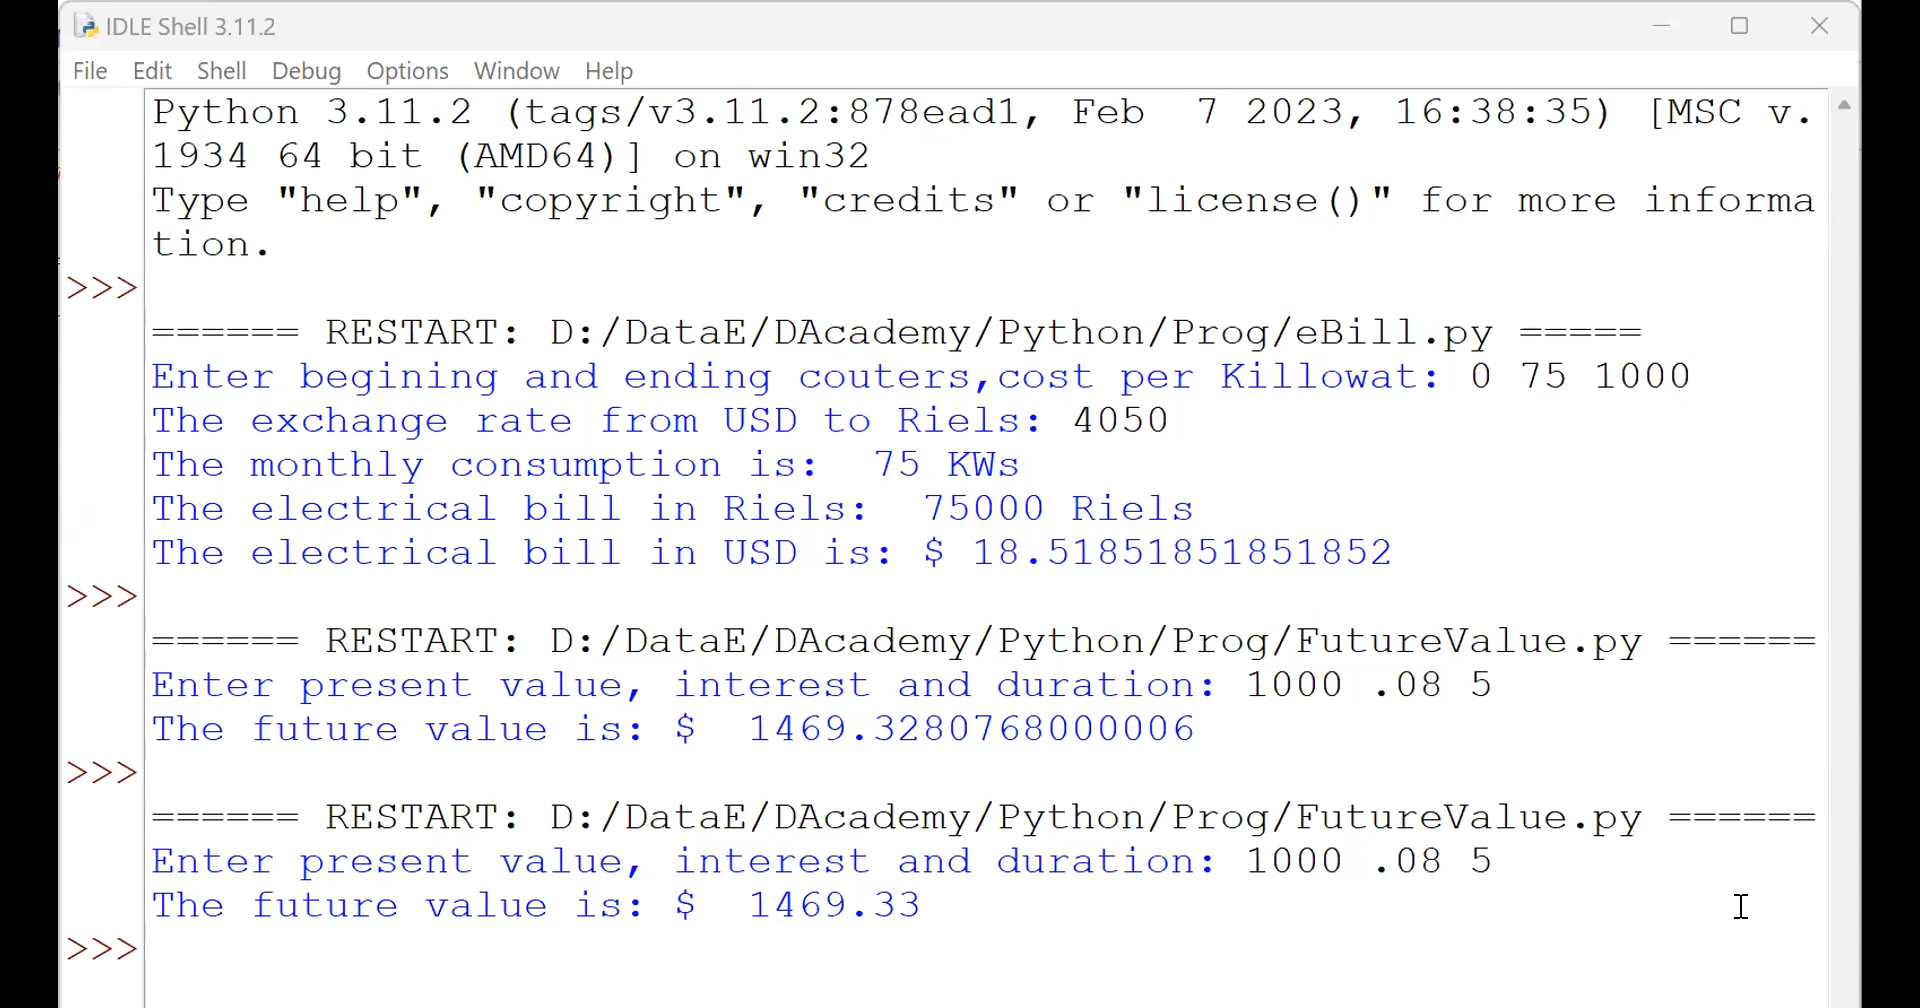 IDLE Shell 3.11.2
File Edit Shell Debug Options Window Help
Python 3.11.2 (tags/v3.11.2:878ead1, Feb  7 2023, 16:38:35) [MSC v.
1934 64 bit (AMD64)] on win32
Type "help", "copyright", "credits" or "license()" for more informa
tion.
>>>
====== RESTART: D:/DataE/DAcademy/Python/Prog/eBill.py =====
Enter begining and ending couters,cost per Killowat: 0 75 1000
The exchange rate from USD to Riels: 4050
The monthly consumption is:  75 KWs
The electrical bill in Riels:  75000 Riels
The electrical bill in USD is: $ 18.51851851851852
>>>
====== RESTART: D:/DataE/DAcademy/Python/Prog/FutureValue.py ======
Enter present value, interest and duration: 1000 .08 5
The future value is: $  1469.3280768000006
>>>
====== RESTART: D:/DataE/DAcademy/Python/Prog/FutureValue.py ======
Enter present value, interest and duration: 1000 .08 5
The future value is: $  1469.33
>>>